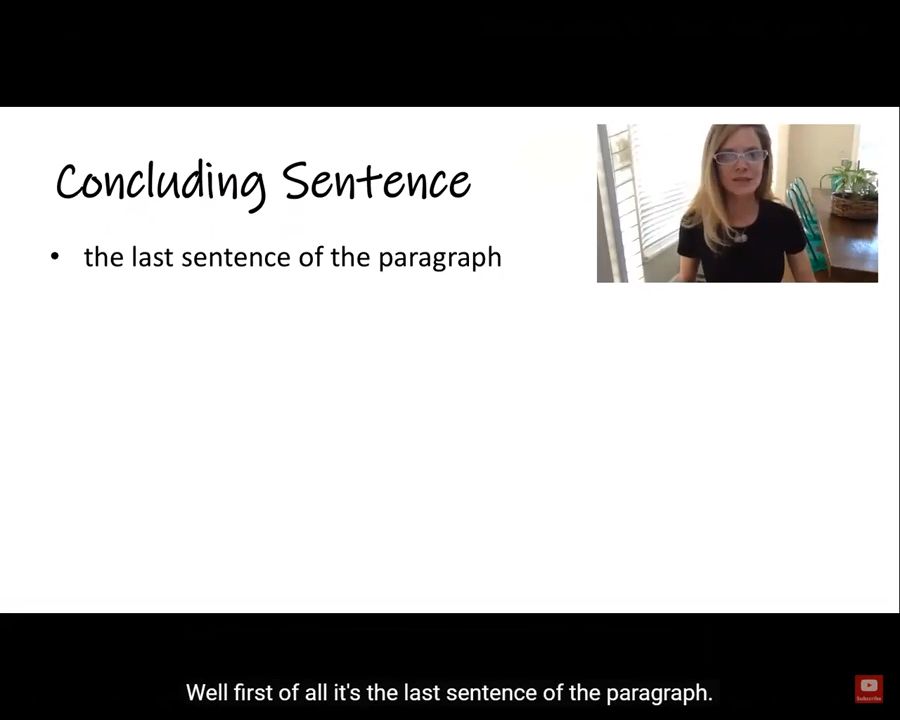 Concluding Sentence
• the last sentence of the paragraph
Well first of all it's the last sentence of the paragraph.
Subscribe